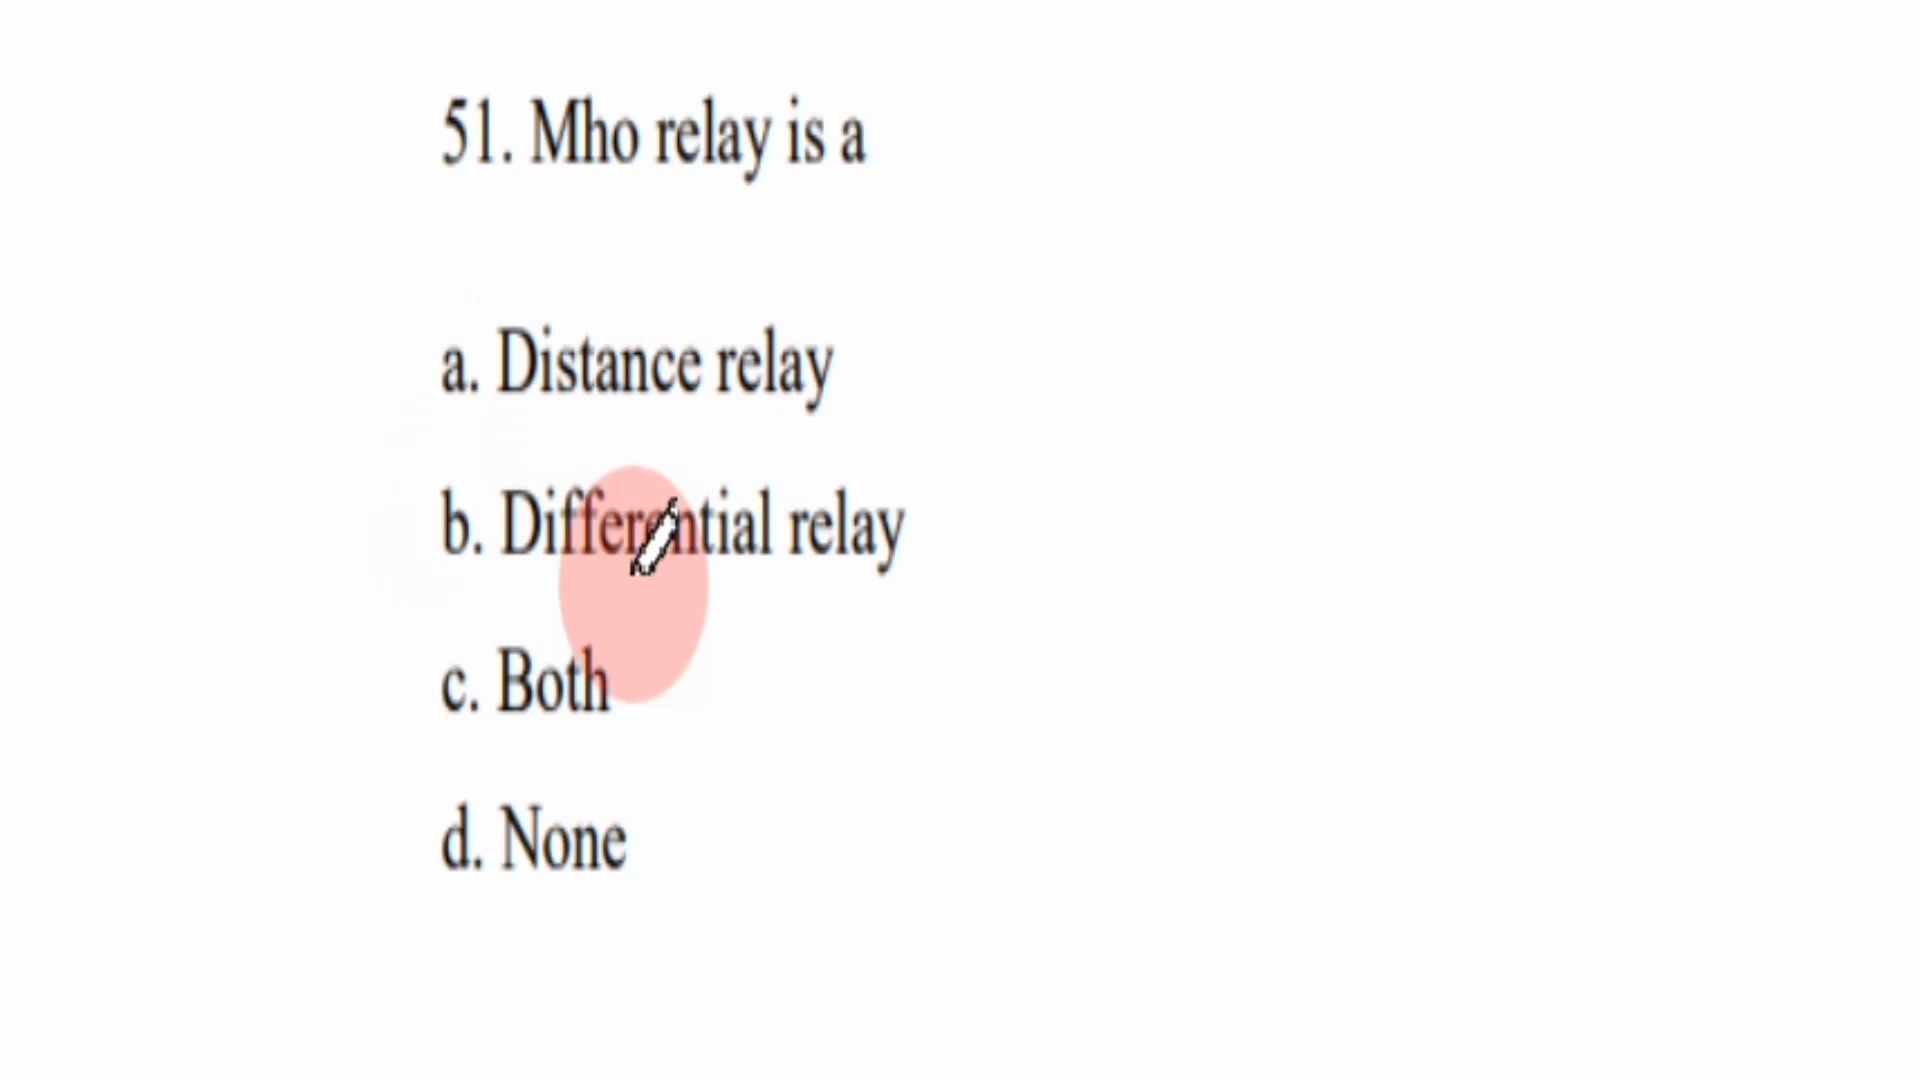 51. Mho relay is a
a. Distance relay
b. Differential relay
c. Both
d. None